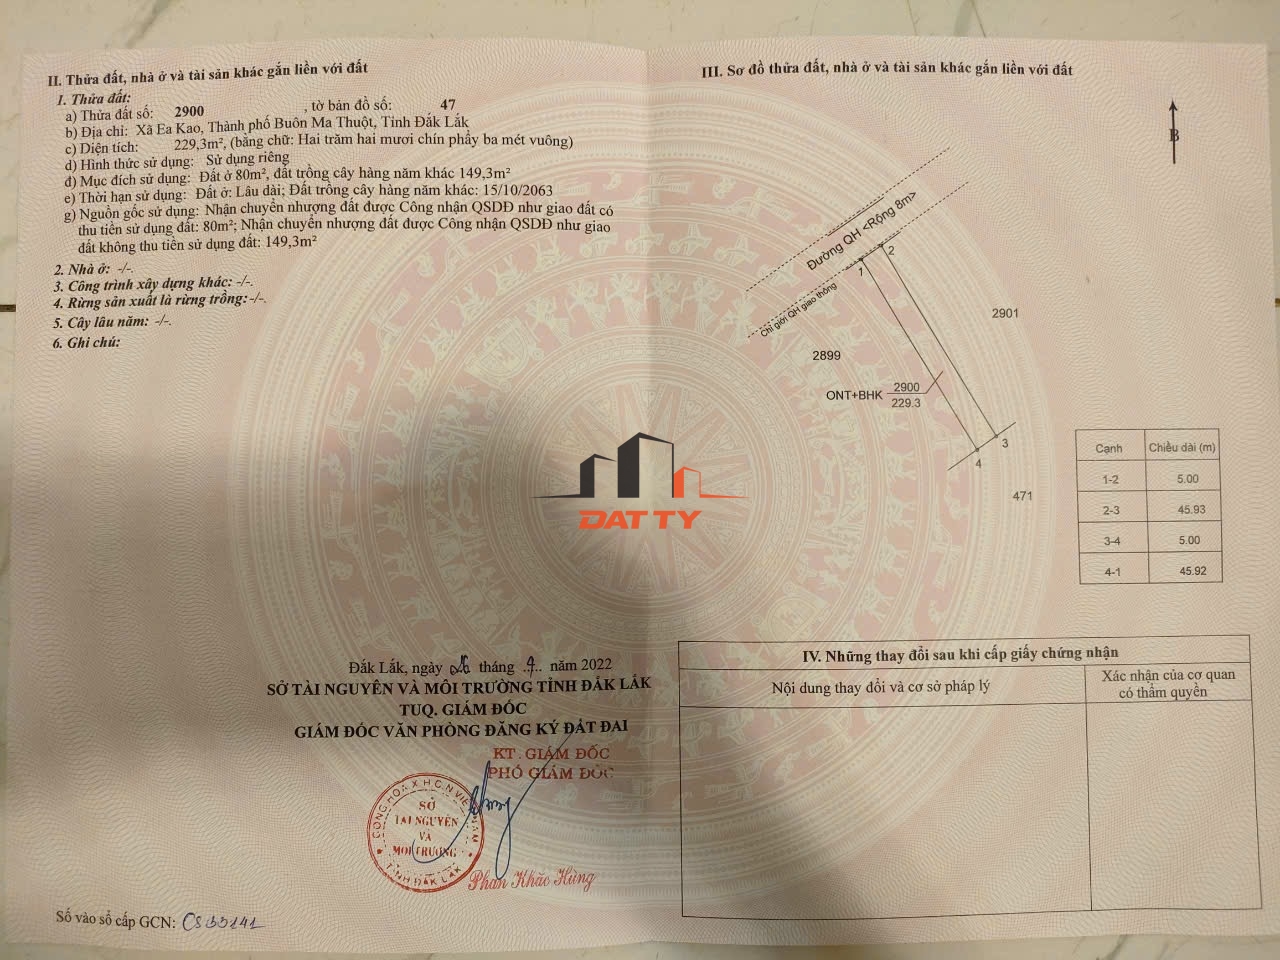 II. Thửa đất, nhà ở và tài sản khác gắn liền với đất
1. Thửa đất:
a) Thửa đất số: 2900 , tờ bản đồ số: 47
b) Địa chỉ: Xã Ea Kao, Thành phố Buôn Ma Thuột, Tỉnh Đắk Lắk
c) Diện tích: 229,3m², (bằng chữ: Hai trăm hai mươi chín phẩy ba mét vuông)
d) Hình thức sử dụng: Sử dụng riêng
đ) Mục đích sử dụng: Đất ở 80m², đất trồng cây hàng năm khác 149,3m²
e) Thời hạn sử dụng: Đất ở: Lâu dài; Đất trồng cây hàng năm khác: 15/10/2063
g) Nguồn gốc sử dụng: Nhận chuyển nhượng đất được Công nhận QSDĐ như giao đất có
thu tiền sử dụng đất: 80m²; Nhận chuyển nhượng đất được Công nhận QSDĐ như giao
đất không thu tiền sử dụng đất: 149,3m²
2. Nhà ở: -/-.
3. Công trình xây dựng khác: -/-.
4. Rừng sản xuất là rừng trồng: -/-.
5. Cây lâu năm: -/-.
6. Ghi chú:
Đắk Lắk, ngày 26 tháng .9.. năm 2022
SỞ TÀI NGUYÊN VÀ MÔI TRƯỜNG TỈNH ĐẮK LẮK
TUQ. GIÁM ĐỐC
GIÁM ĐỐC VĂN PHÒNG ĐĂNG KÝ ĐẤT ĐAI
KT. GIÁM ĐỐC
PHÓ GIÁM ĐỐC
CỘNG HÒA X.H.C.N VIỆT NAM
SỞ
TÀI NGUYÊN
VÀ
MÔI TRƯỜNG
TỈNH ĐẮK LẮK
Phan Khắc Hùng
Số vào sổ cấp GCN: CS33141
III. Sơ đồ thửa đất, nhà ở và tài sản khác gắn liền với đất
B
Đường QH <Rộng 8m>
Chỉ giới QH giao thông
1
2
2901
2899
ONT+BHK 2900
229.3
3
4
471
Cạnh Chiều dài (m)
1-2 5.00
2-3 45.93
3-4 5.00
4-1 45.92
DAT TY
IV. Những thay đổi sau khi cấp giấy chứng nhận
Nội dung thay đổi và cơ sở pháp lý
Xác nhận của cơ quan
có thẩm quyền